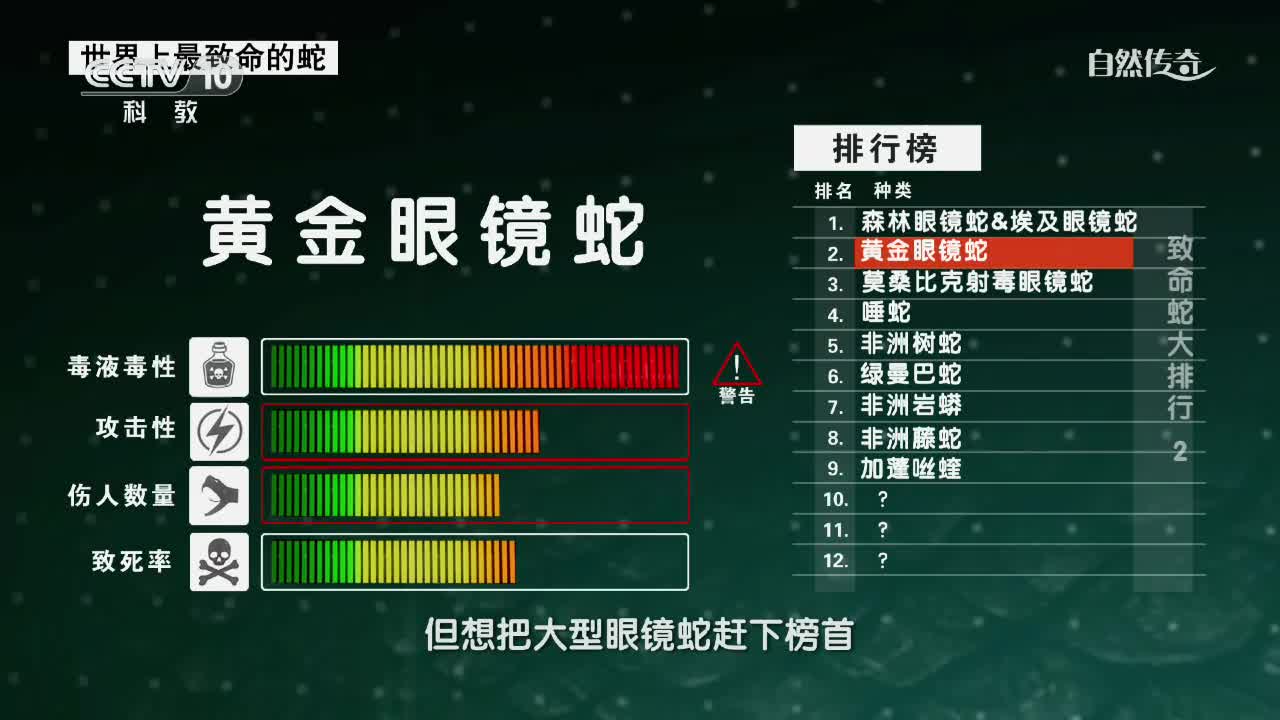 世界上最致命的蛇
CCTV 10
科教
自然传奇
黄金眼镜蛇
毒液毒性
警告
攻击性
伤人数量
致死率
排行榜
排名 种类
1. 森林眼镜蛇&埃及眼镜蛇
2. 黄金眼镜蛇
3. 莫桑比克射毒眼镜蛇
4. 唾蛇
5. 非洲树蛇
6. 绿曼巴蛇
7. 非洲岩蟒
8. 非洲藤蛇
9. 加蓬咝蝰
10. ?
11. ?
12. ?
致命蛇大排行2
但想把大型眼镜蛇赶下榜首